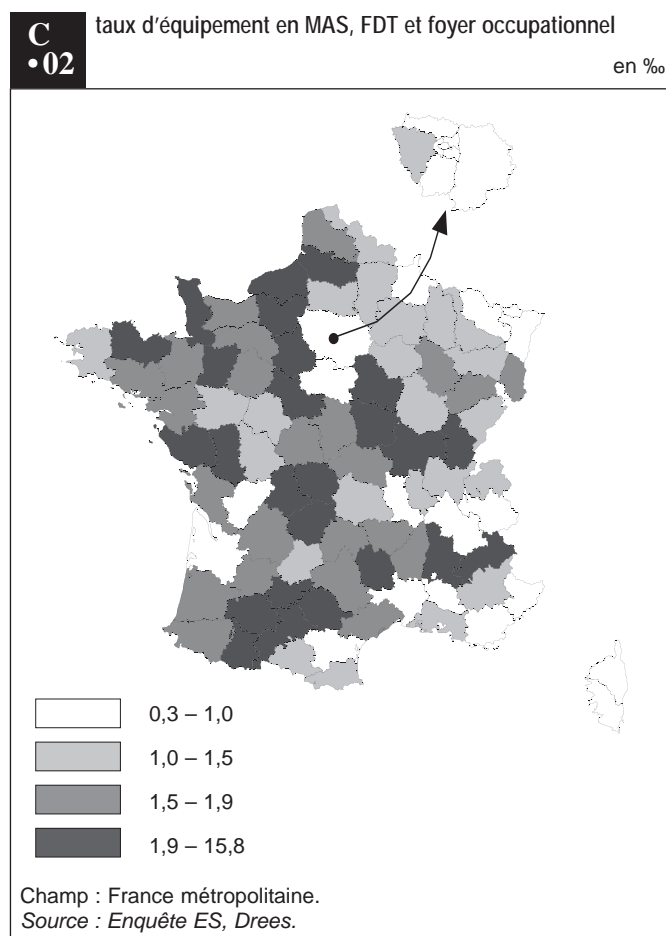 C
•02
taux d'équipement en MAS, FDT et foyer occupationnel
en ‰
0,3 – 1,0
1,0 – 1,5
1,5 – 1,9
1,9 – 15,8
Champ : France métropolitaine.
Source : Enquête ES, Drees.